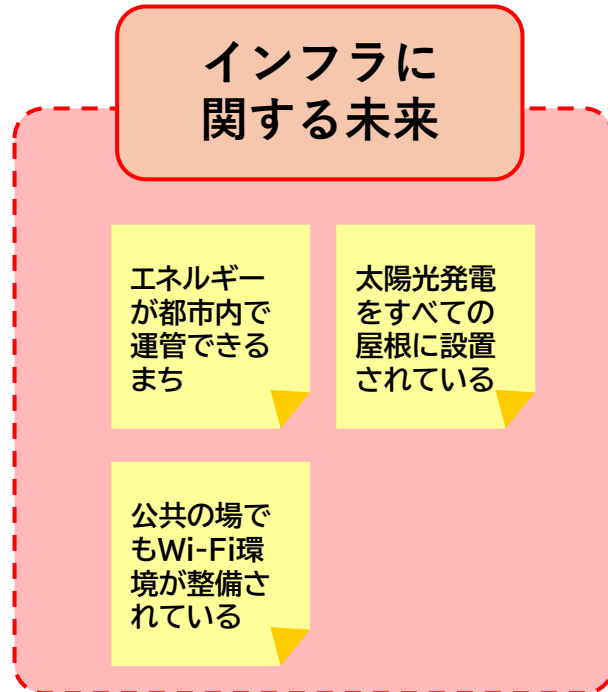 インフラに
関する未来
エネルギー
が都市内で
運管できる
まち
太陽光発電
をすべての
屋根に設置
されている
公共の場で
もWi-Fi環
境が整備さ
れている